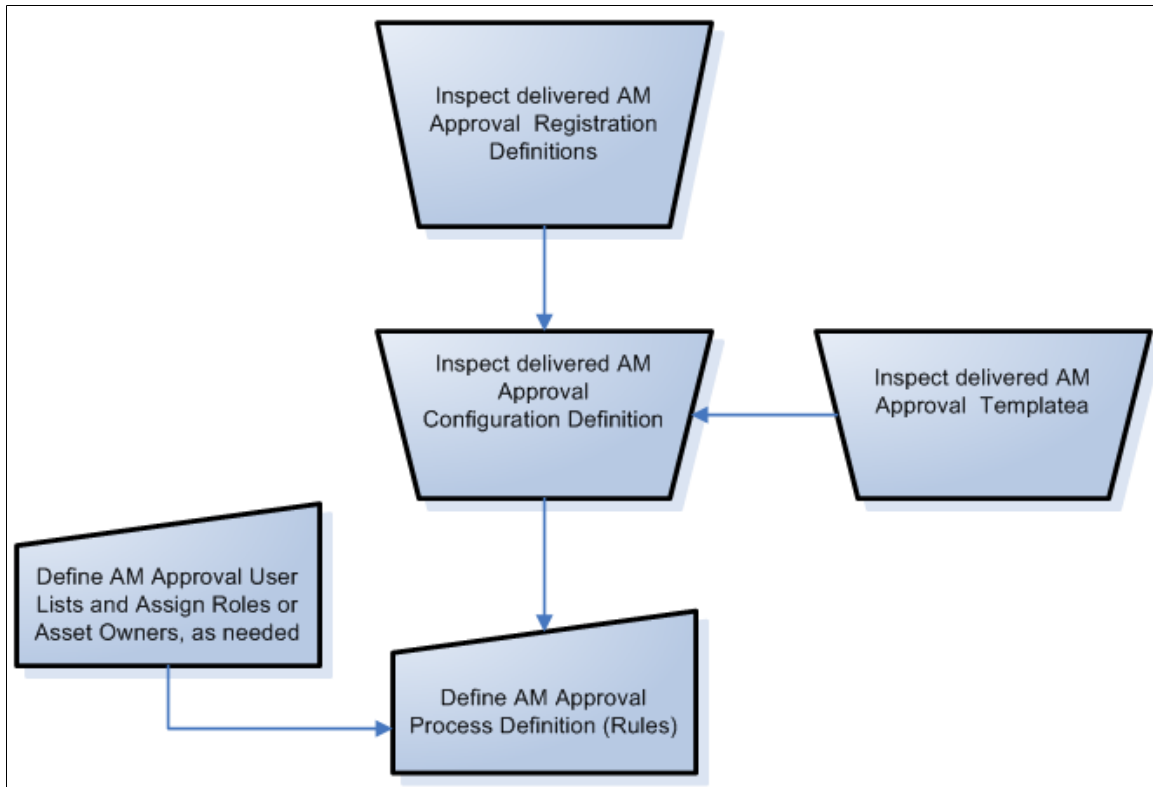 Inspect delivered AM
Approval Registration
Definitions
Inspect delivered AM
Approval
Configuration Definition
Inspect delivered AM
Approval Templatea
Define AM Approval User
Lists and Assign Roles or
Asset Owners, as needed
Define AM Approval
Process Definition (Rules)